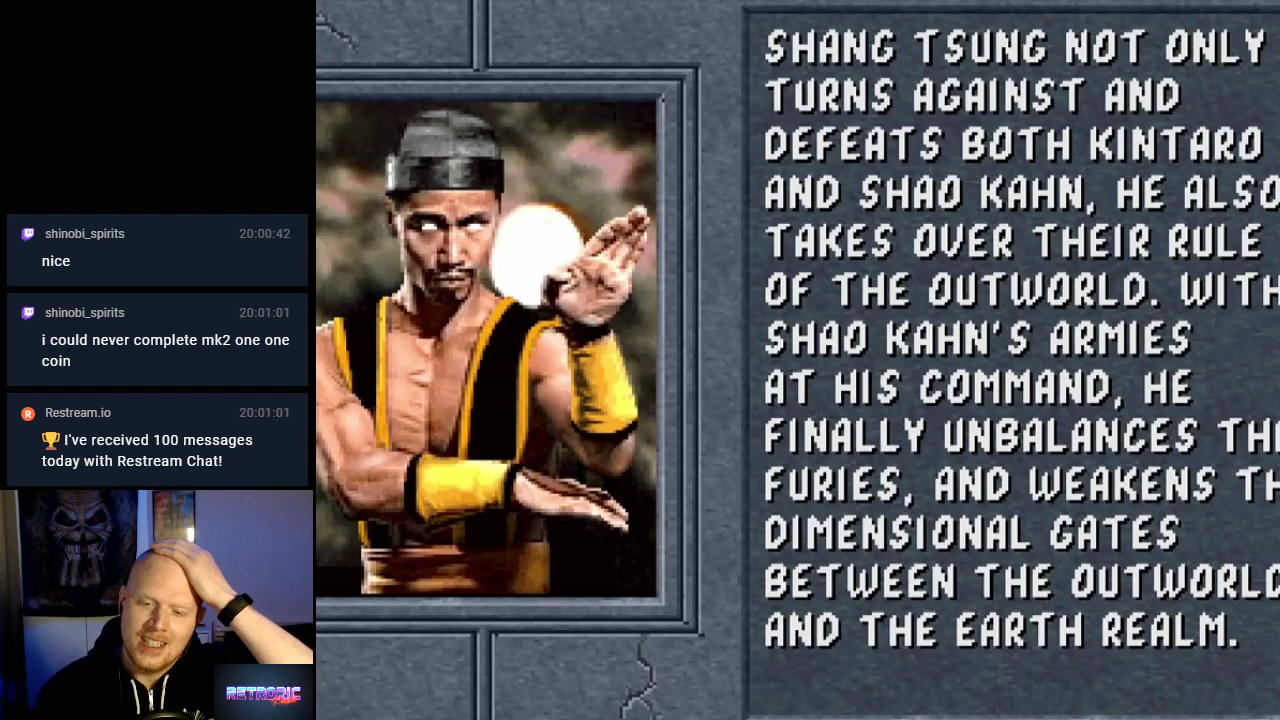 shinobi_spirits 20:00:42
nice
shinobi_spirits 20:01:01
i could never complete mk2 one one
coin
Restream.io 20:01:01
🏆 I've received 100 messages
today with Restream Chat!
RETRORIC
SHANG TSUNG NOT ONLY
TURNS AGAINST AND
DEFEATS BOTH KINTARO
AND SHAO KAHN, HE ALSO
TAKES OVER THEIR RULE
OF THE OUTWORLD. WITH
SHAO KAHN'S ARMIES
AT HIS COMMAND, HE
FINALLY UNBALANCES
FURIES, AND WEAKENS
DIMENSIONAL GATES
BETWEEN THE OUTWORLD
AND THE EARTH REALM.